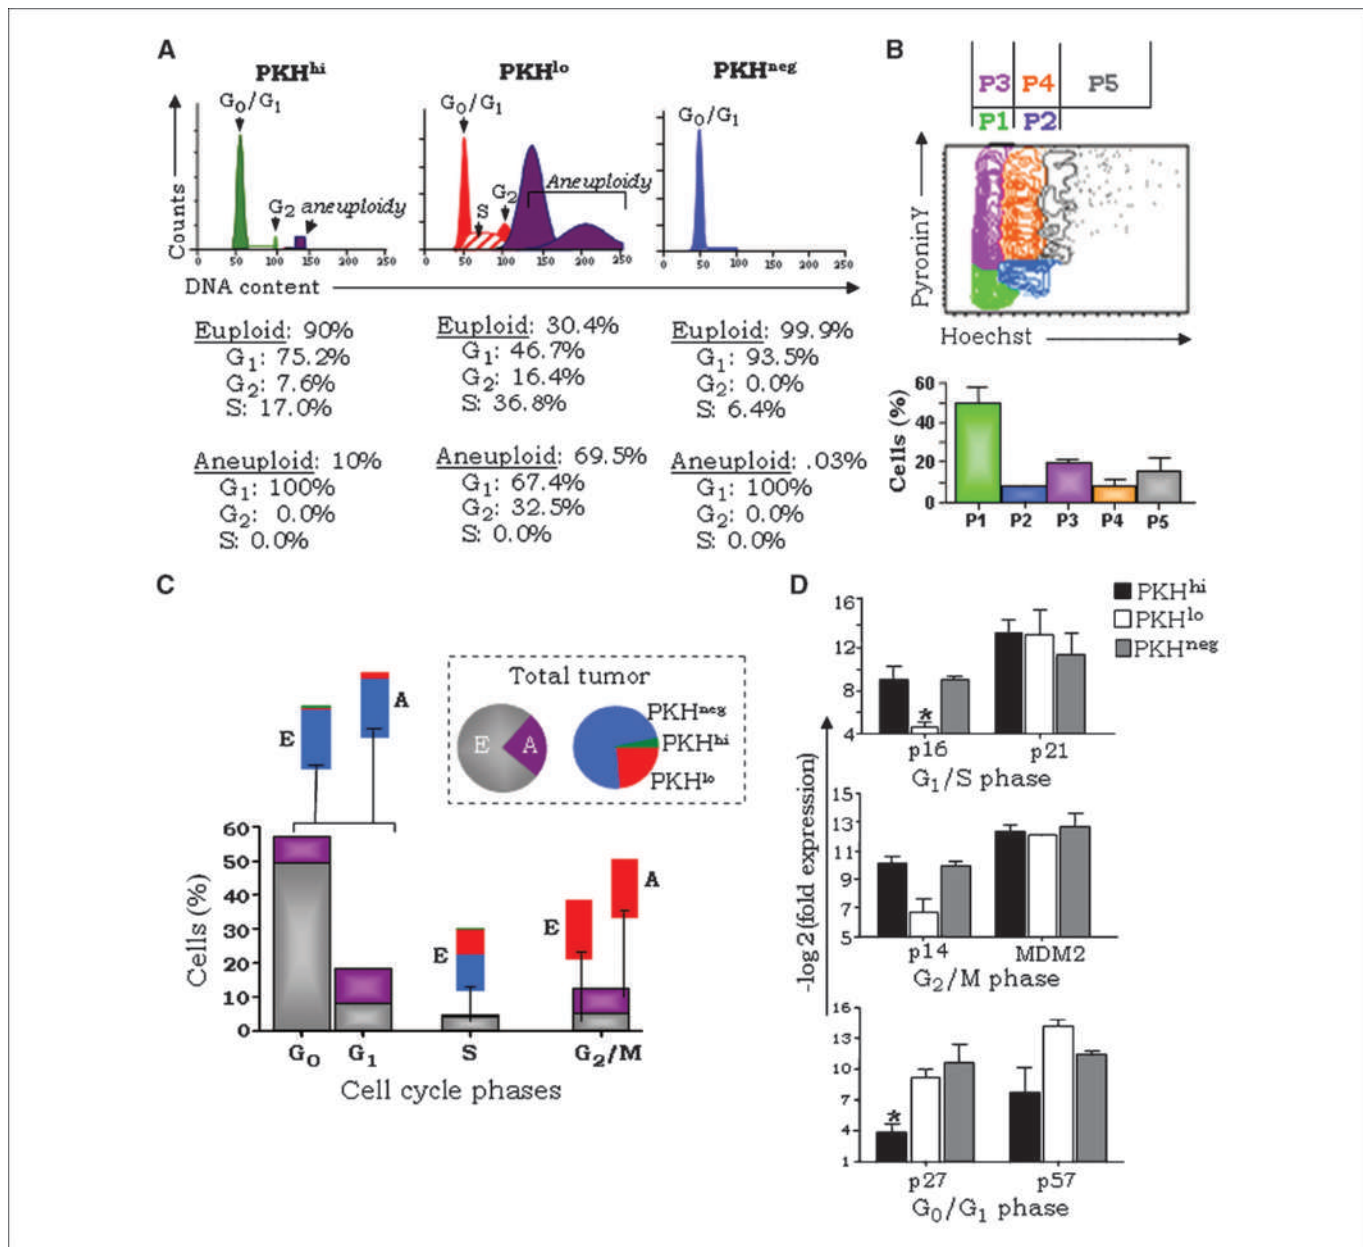 A
PKHhi
PKHlo
PKHneg
G0/G1
G2 aneuploidy
G0/G1
S
G2
Aneuploidy
G0/G1
Counts
0 50 100 150 200 250
0 50 100 150 200 250
0 50 100 150 200 250
DNA content
Euploid: 90%
G1: 75.2%
G2: 7.6%
S: 17.0%
Aneuploid: 10%
G1: 100%
G2: 0.0%
S: 0.0%
Euploid: 30.4%
G1: 46.7%
G2: 16.4%
S: 36.8%
Aneuploid: 69.5%
G1: 67.4%
G2: 32.5%
S: 0.0%
Euploid: 99.9%
G1: 93.5%
G2: 0.0%
S: 6.4%
Aneuploid: .03%
G1: 100%
G2: 0.0%
S: 0.0%
B
P3 P4 P5
P1 P2
PyroninY
Hoechst
Cells (%)
60
40
20
0
P1 P2 P3 P4 P5
C
E
A
Total tumor
E A
PKHneg
PKHhi
PKHlo
Cells (%)
60
50
40
30
20
10
0
E
E
A
G0 G1 S G2/M
Cell cycle phases
D
PKHhi
PKHlo
PKHneg
-log2(fold expression)
16
12
8
4
*
p16 p21
G1/S phase
15
13
11
9
7
5
p14 MDM2
G2/M phase
16
13
10
7
4
1
*
p27 p57
G0/G1 phase